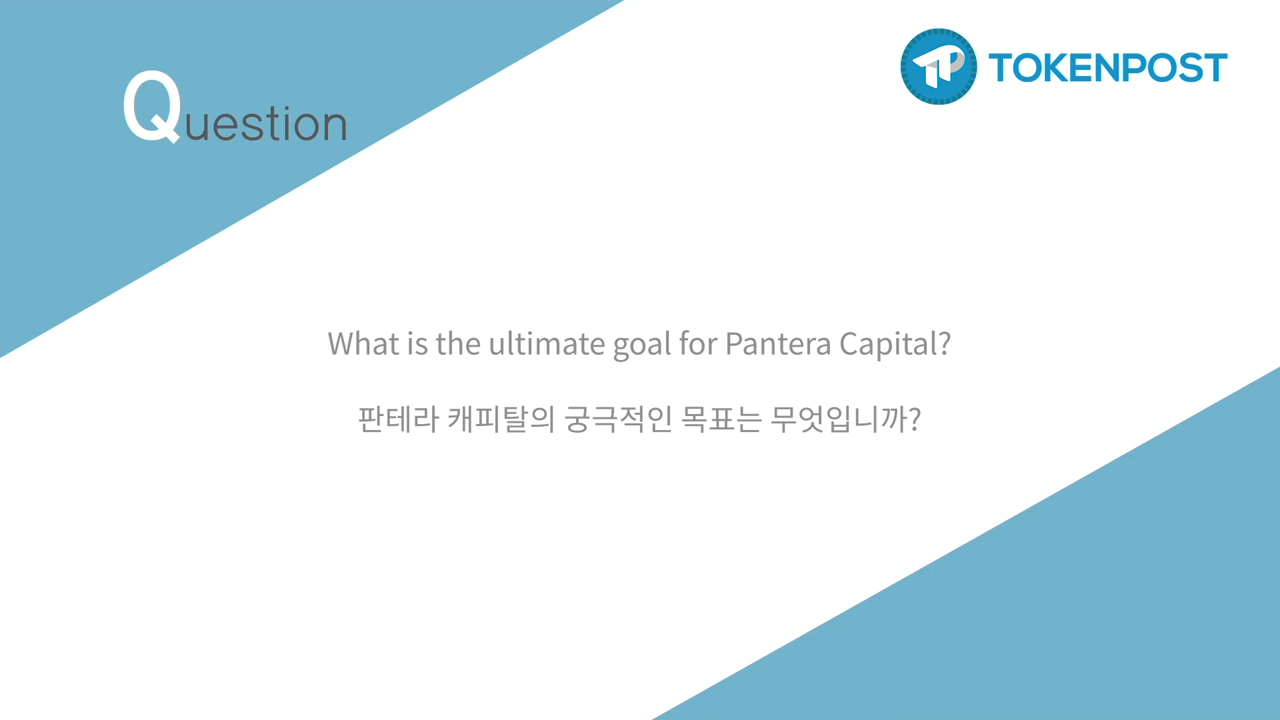 Question
TOKENPOST
What is the ultimate goal for Pantera Capital?
판테라 캐피탈의 궁극적인 목표는 무엇입니까?